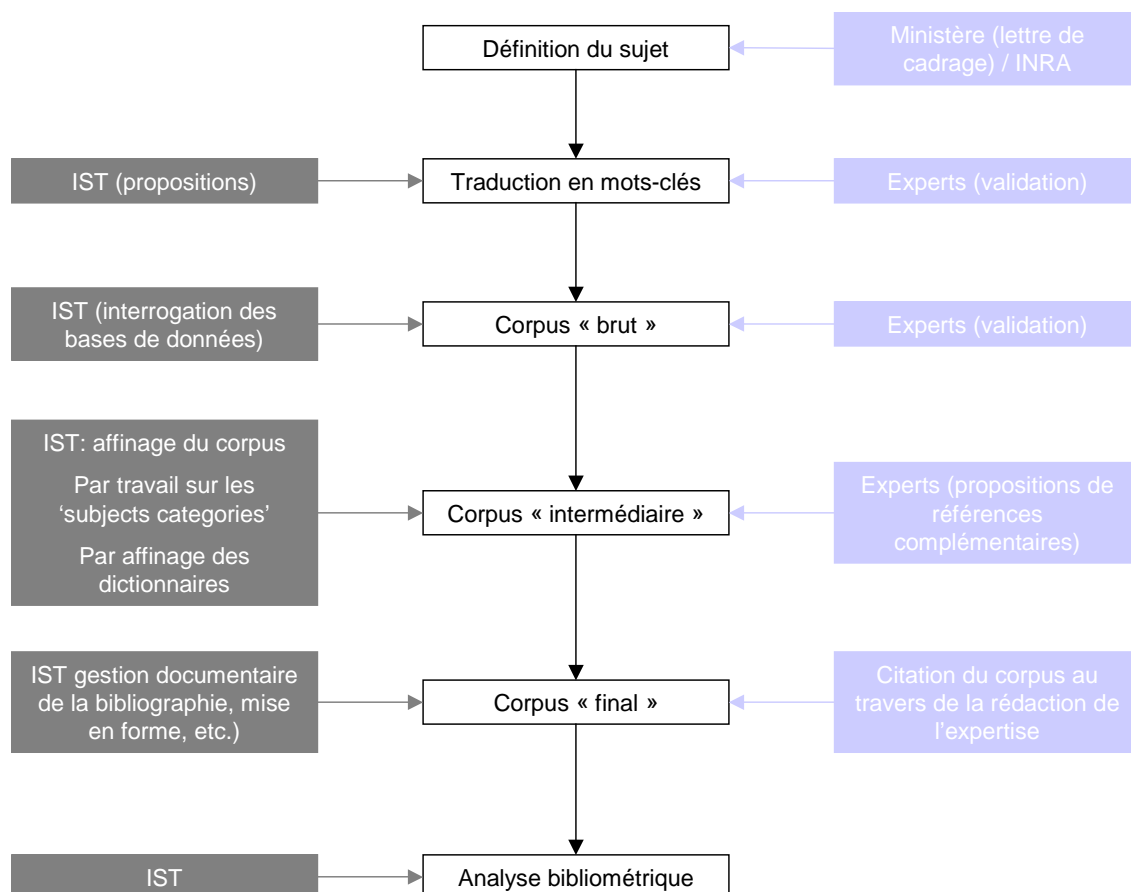 Définition du sujet
Ministère (lettre de
cadrage) / INRA
IST (propositions)
Traduction en mots-clés
Experts (validation)
IST (interrogation des
bases de données)
Corpus « brut »
Experts (validation)
IST: affinage du corpus
Par travail sur les
‘subjects categories’
Par affinage des
dictionnaires
Corpus « intermédiaire »
Experts (propositions de
références
complémentaires)
IST gestion documentaire
de la bibliographie, mise
en forme, etc.)
Corpus « final »
Citation du corpus au
travers de la rédaction de
l’expertise
IST
Analyse bibliométrique